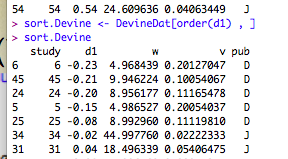 54 54 0.54 24.609636 0.04063449 J
> sort.Devine <- DevineDat[order(d1) , ]
> sort.Devine
study d1 w v pub
6 6 -0.23 4.968439 0.20127047 D
45 45 -0.21 9.946224 0.10054067 D
24 24 -0.20 8.956177 0.11165478 D
5 5 -0.15 4.986527 0.20054037 D
25 25 -0.08 8.992960 0.11119810 D
34 34 -0.02 44.997760 0.02222333 J
31 31 0.04 18.496339 0.05406475 J